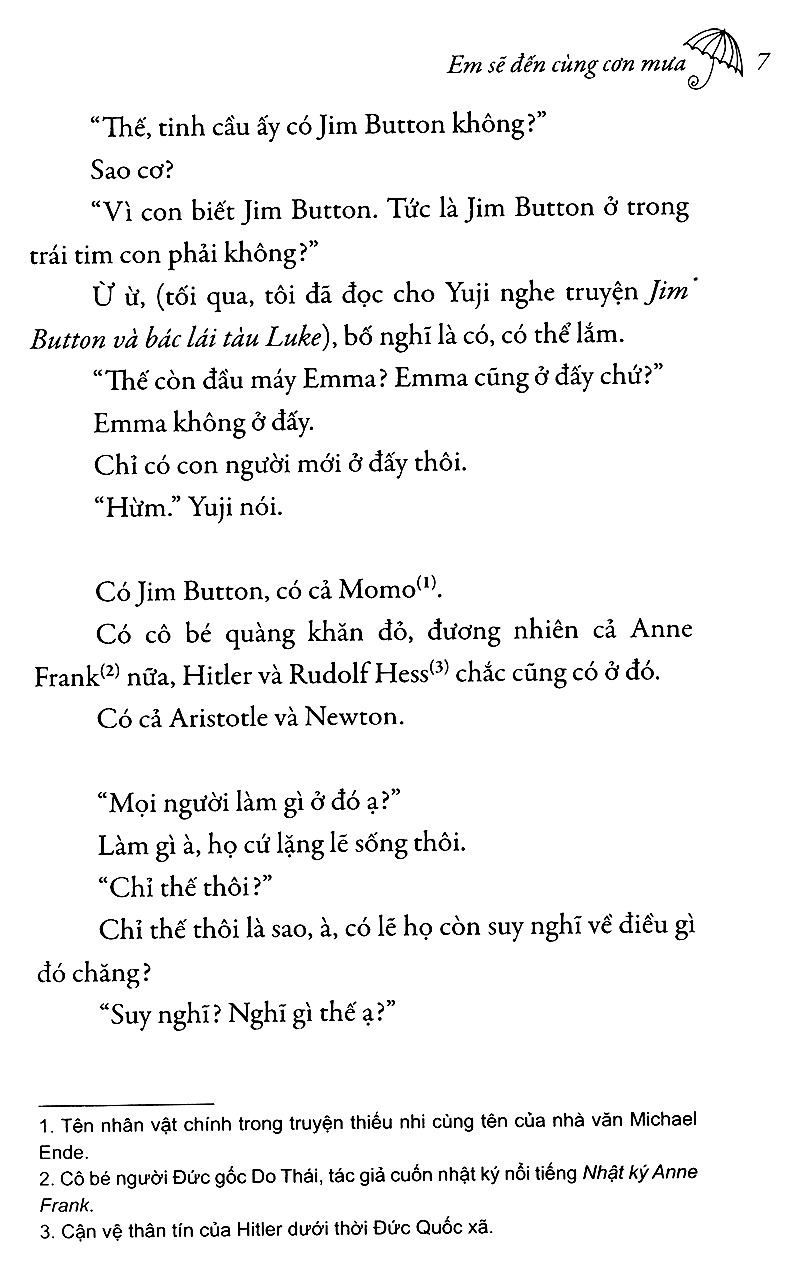 Em sẽ đến cùng cơn mưa 7
“Thế, tinh cầu ấy có Jim Button không?”
Sao cơ?
“Vì con biết Jim Button. Tức là Jim Button ở trong
trái tim con phải không?”
Ừ ừ, (tối qua, tôi đã đọc cho Yuji nghe truyện Jim
Button và bác lái tàu Luke), bố nghĩ là có, có thể lắm.
“Thế còn đầu máy Emma? Emma cũng ở đấy chứ?”
Emma không ở đấy.
Chỉ có con người mới ở đấy thôi.
“Hừm.” Yuji nói.
Có Jim Button, có cả Momo(1).
Có cô bé quàng khăn đỏ, đương nhiên cả Anne
Frank(2) nữa, Hitler và Rudolf Hess(3) chắc cũng có ở đó.
Có cả Aristotle và Newton.
“Mọi người làm gì ở đó ạ?”
Làm gì à, họ cứ lặng lẽ sống thôi.
“Chỉ thế thôi?”
Chỉ thế thôi là sao, à, có lẽ họ còn suy nghĩ về điều gì
đó chăng?
“Suy nghĩ? Nghĩ gì thế ạ?”
1. Tên nhân vật chính trong truyện thiếu nhi cùng tên của nhà văn Michael
Ende.
2. Cô bé người Đức gốc Do Thái, tác giả cuốn nhật ký nổi tiếng Nhật ký Anne
Frank.
3. Cận vệ thân tín của Hitler dưới thời Đức Quốc xã.